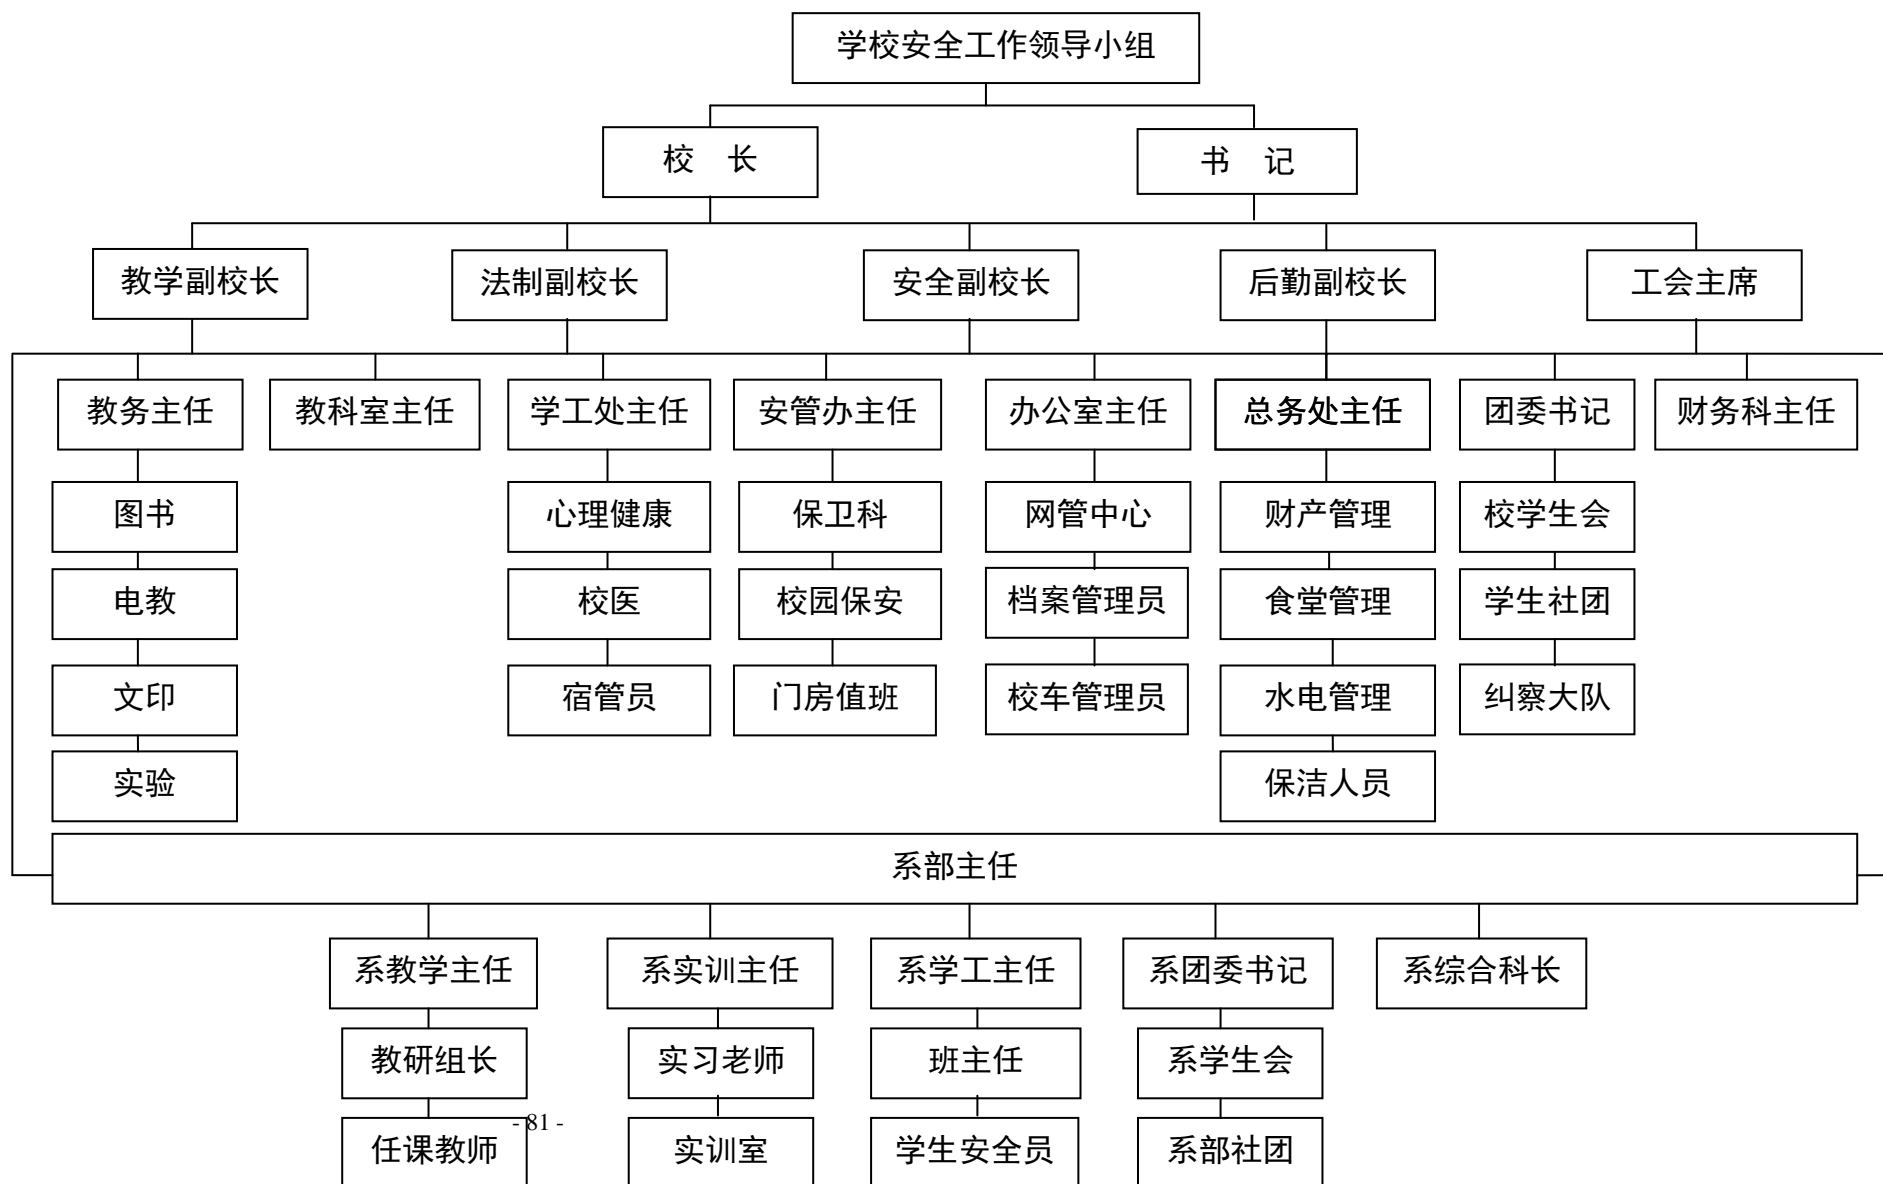 学校安全工作领导小组
校　长
书　记
教学副校长
法制副校长
安全副校长
后勤副校长
工会主席
教务主任
教科室主任
学工处主任
安管办主任
办公室主任
总务处主任
团委书记
财务科主任
图书
心理健康
保卫科
网管中心
财产管理
校学生会
电教
校医
校园保安
档案管理员
食堂管理
学生社团
文印
宿管员
门房值班
校车管理员
水电管理
纠察大队
实验
保洁人员
系部主任
系教学主任
系实训主任
系学工主任
系团委书记
系综合科长
教研组长
实习老师
班主任
系学生会
- 81 -
任课教师
实训室
学生安全员
系部社团